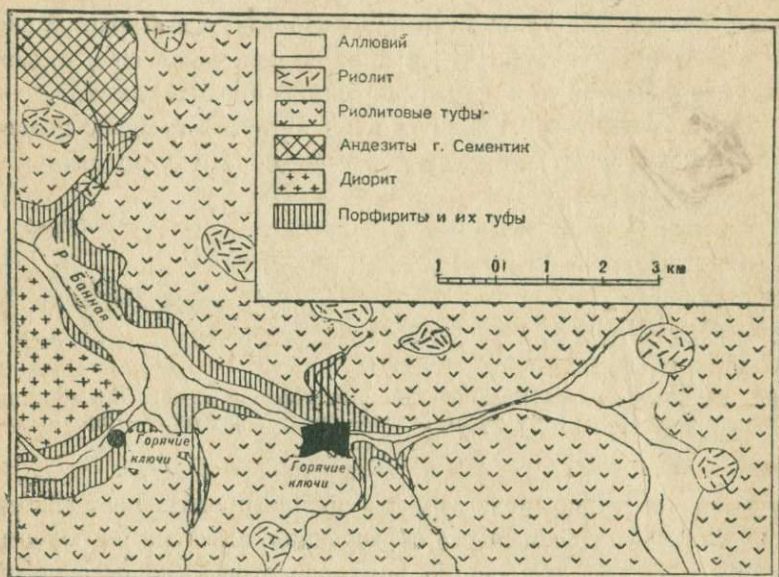 Аллювий
Риолит
Риолитовые туфы
Андезиты г. Сементик
Диорит
Порфириты и их туфы
1 0 1 2 3 км
Р. Банная
Горячие
ключи
Горячие
ключи